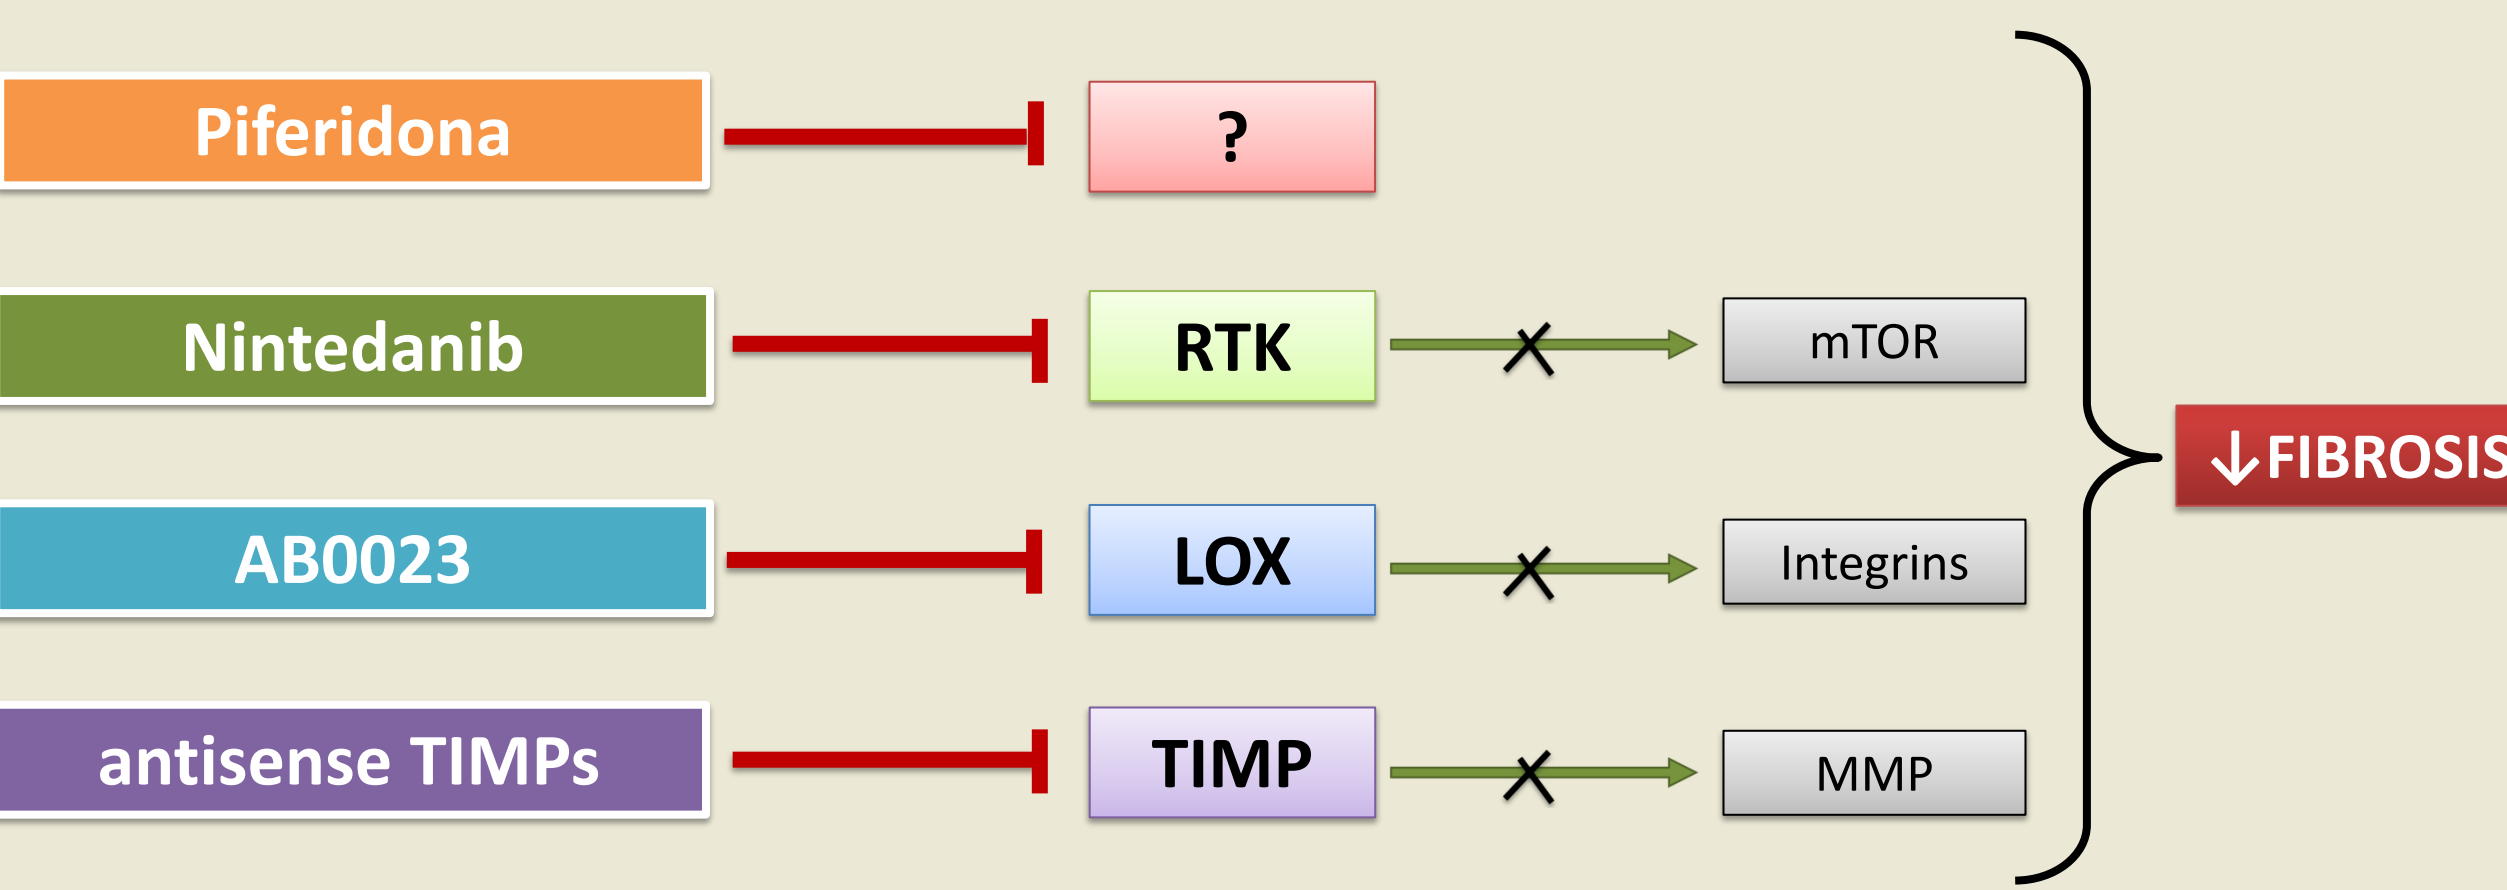 Piferidona
?
Nintedanib
RTK
mTOR
↓FIBROSIS
AB0023
LOX
Integrins
antisense TIMPs
TIMP
MMP